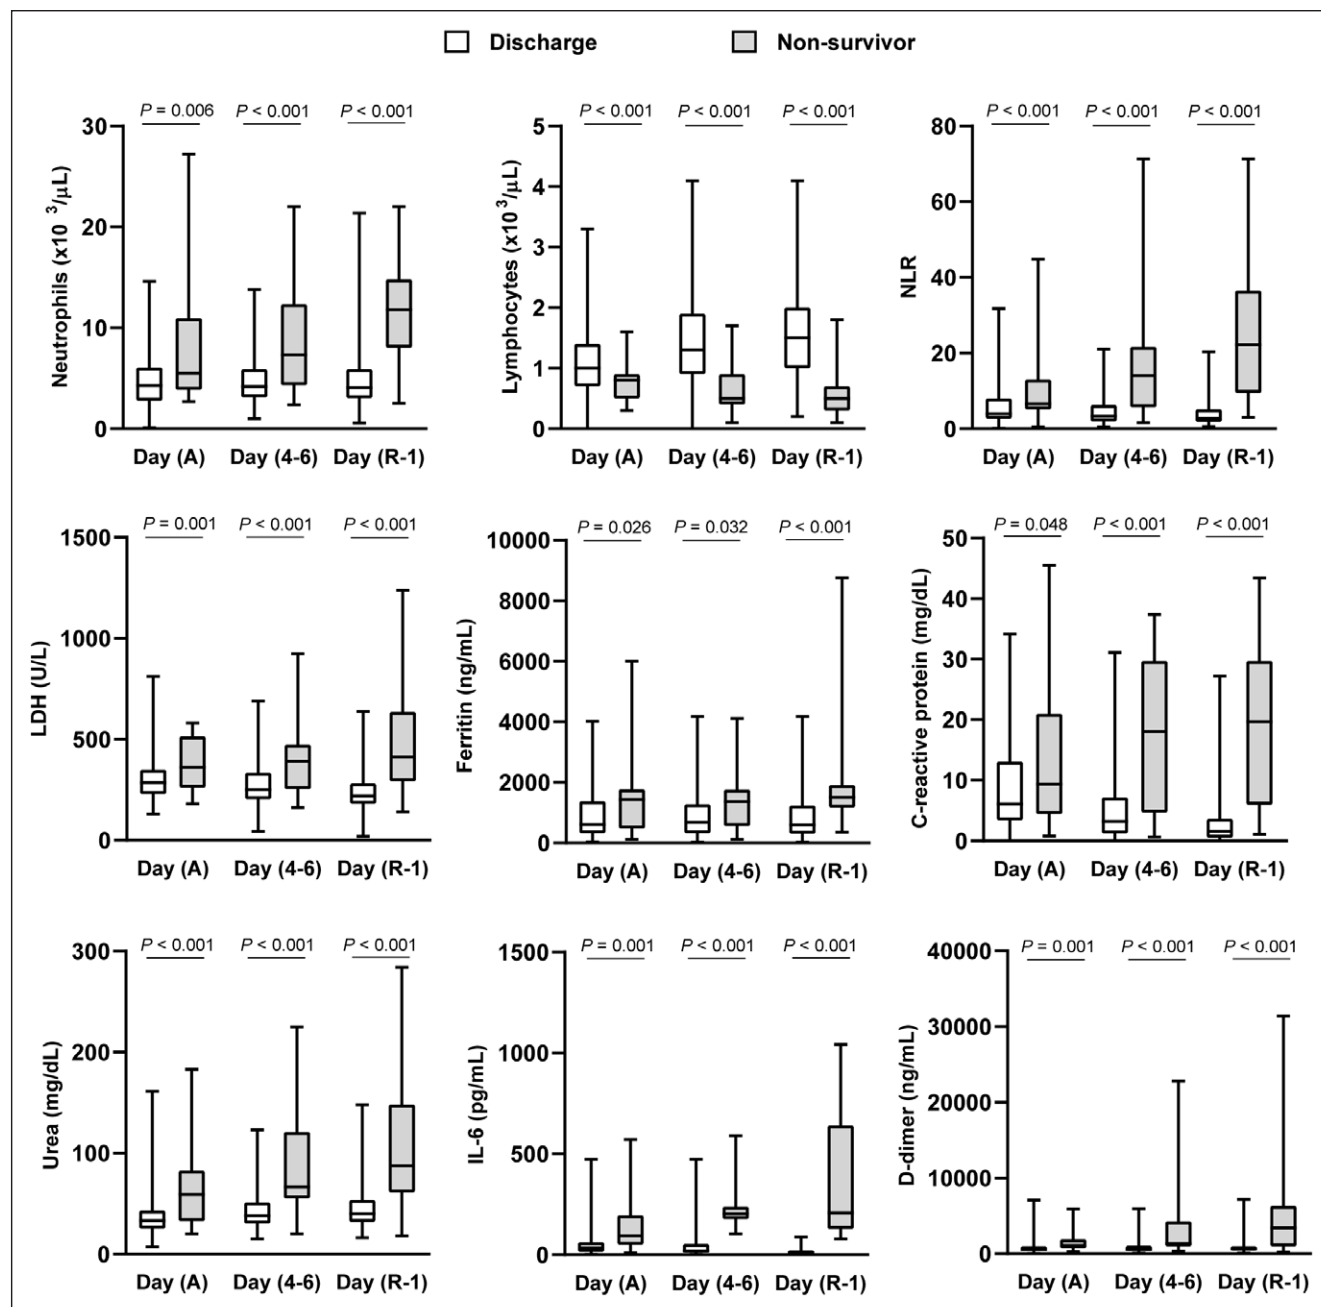 Discharge Non-survivor
P = 0.006 P < 0.001 P < 0.001
30
20
10
0
Neutrophils (x10 3/μL)
Day (A) Day (4-6) Day (R-1)
P < 0.001 P < 0.001 P < 0.001
5
4
3
2
1
0
Lymphocytes (x10 3/μL)
Day (A) Day (4-6) Day (R-1)
P < 0.001 P < 0.001 P < 0.001
80
60
40
20
0
NLR
Day (A) Day (4-6) Day (R-1)
P = 0.001 P < 0.001 P < 0.001
1500
1000
500
0
LDH (U/L)
Day (A) Day (4-6) Day (R-1)
P = 0.026 P = 0.032 P < 0.001
10000
8000
6000
4000
2000
0
Ferritin (ng/mL)
Day (A) Day (4-6) Day (R-1)
P = 0.048 P < 0.001 P < 0.001
50
40
30
20
10
0
C-reactive protein (mg/dL)
Day (A) Day (4-6) Day (R-1)
P < 0.001 P < 0.001 P < 0.001
300
200
100
0
Urea (mg/dL)
Day (A) Day (4-6) Day (R-1)
P = 0.001 P < 0.001 P < 0.001
1500
1000
500
0
IL-6 (pg/mL)
Day (A) Day (4-6) Day (R-1)
P = 0.001 P < 0.001 P < 0.001
40000
30000
20000
10000
0
D-dimer (ng/mL)
Day (A) Day (4-6) Day (R-1)